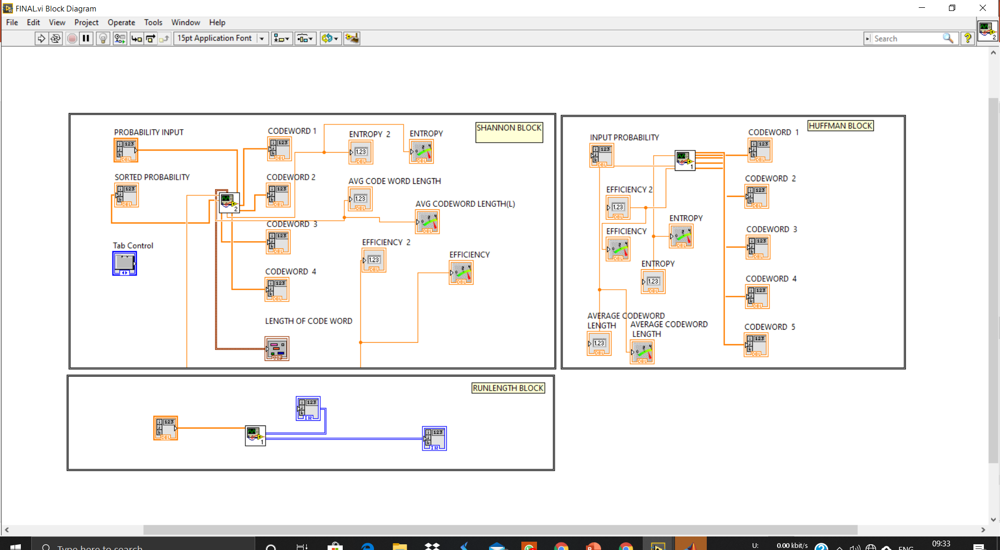 FINAL.vi Block Diagram
File Edit View Project Operate Tools Window Help
15pt Application Font
Search
2
SHANNON BLOCK
PROBABILITY INPUT
SORTED PROBABILITY
Tab Control
2
CODEWORD 1
CODEWORD 2
CODEWORD 3
CODEWORD 4
LENGTH OF CODE WORD
ENTROPY 2
ENTROPY
AVG CODE WORD LENGTH
AVG CODEWORD LENGTH(L)
EFFICIENCY 2
EFFICIENCY
HUFFMAN BLOCK
INPUT PROBABILITY
1
EFFICIENCY 2
EFFICIENCY
ENTROPY
ENTROPY
AVERAGE CODEWORD
LENGTH
AVERAGE CODEWORD
LENGTH
CODEWORD 1
CODEWORD 2
CODEWORD 3
CODEWORD 4
CODEWORD 5
RUNLENGTH BLOCK
1
Type here to search
U: 0.00 kbit/s
ENG
09:33